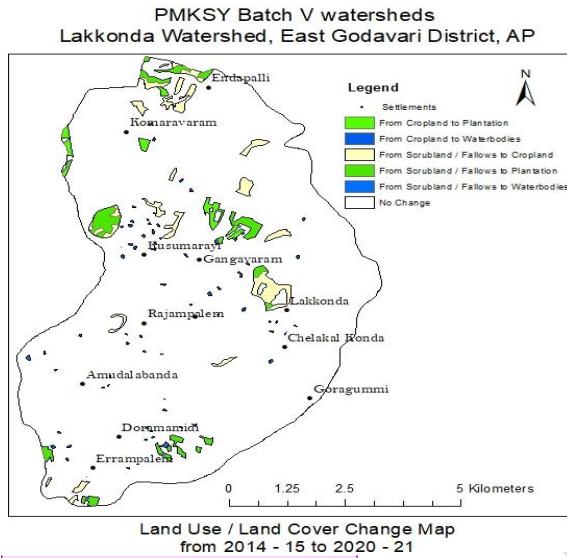 PMKSY Batch V watersheds
Lakkonda Watershed, East Godavari District, AP
Legend
Settlements
From Cropland to Plantation
From Cropland to Waterbodies
From Scrubland / Fallows to Cropland
From Scrubland / Fallows to Plantation
From Scrubland / Fallows to Waterbodies
No Change
N
Endapalli
Komaravaram
Kusumarayi
Gangavaram
Lakkonda
Rajampalem
Chelakal Konda
Amudalabanda
Goragummi
Doramamidi
Errampalem
0 1.25 2.5 5 Kilometers
Land Use / Land Cover Change Map
from 2014 - 15 to 2020 - 21